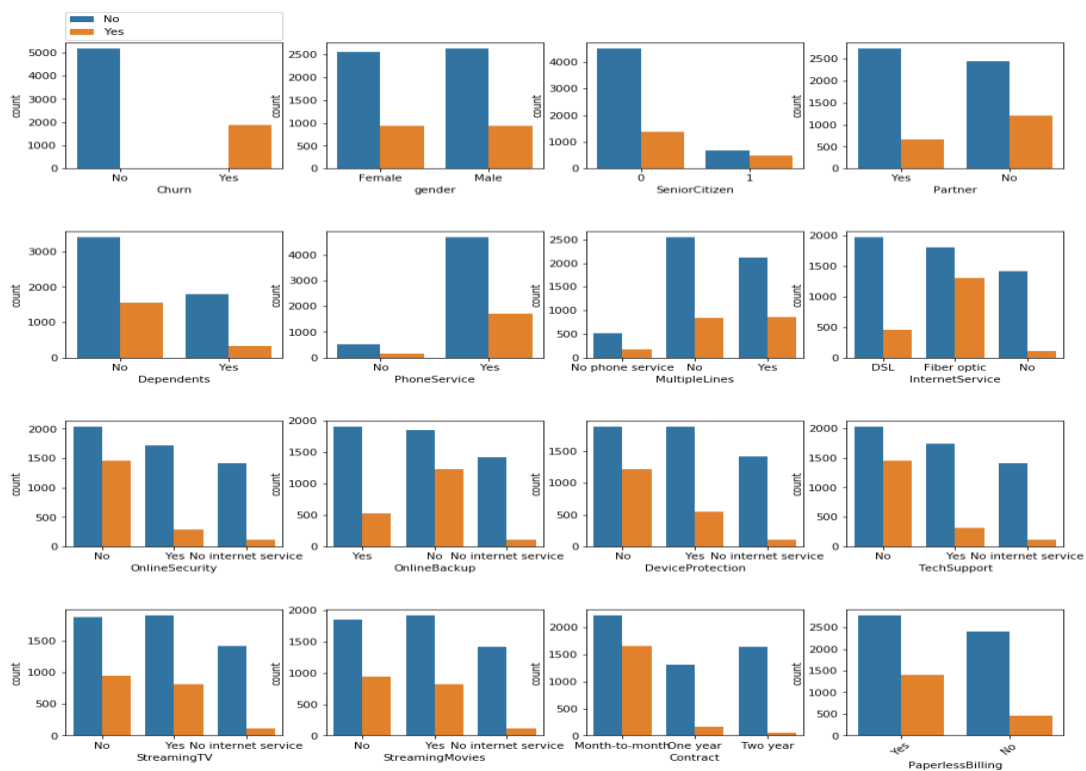 No
Yes
5000
4000
3000
2000
1000
0
count
No Yes
Churn
2500
2000
1500
1000
500
0
count
Female Male
gender
4000
3000
2000
1000
0
count
0 1
SeniorCitizen
2500
2000
1500
1000
500
0
count
Yes No
Partner
3000
2000
1000
0
count
No Yes
Dependents
4000
3000
2000
1000
0
count
No Yes
PhoneService
2500
2000
1500
1000
500
0
count
No phone service No Yes
MultipleLines
2000
1500
1000
500
0
count
DSL Fiber optic No
InternetService
2000
1500
1000
500
0
count
No Yes No internet service
OnlineSecurity
2000
1500
1000
500
0
count
Yes No No internet service
OnlineBackup
1500
1000
500
0
count
No Yes No internet service
DeviceProtection
2000
1500
1000
500
0
count
No Yes No internet service
TechSupport
1500
1000
500
0
count
No Yes No internet service
StreamingTV
2000
1500
1000
500
0
count
No Yes No internet service
StreamingMovies
2000
1500
1000
500
0
count
Month-to-month One year Two year
Contract
2500
2000
1500
1000
500
0
count
Yes No
PaperlessBilling